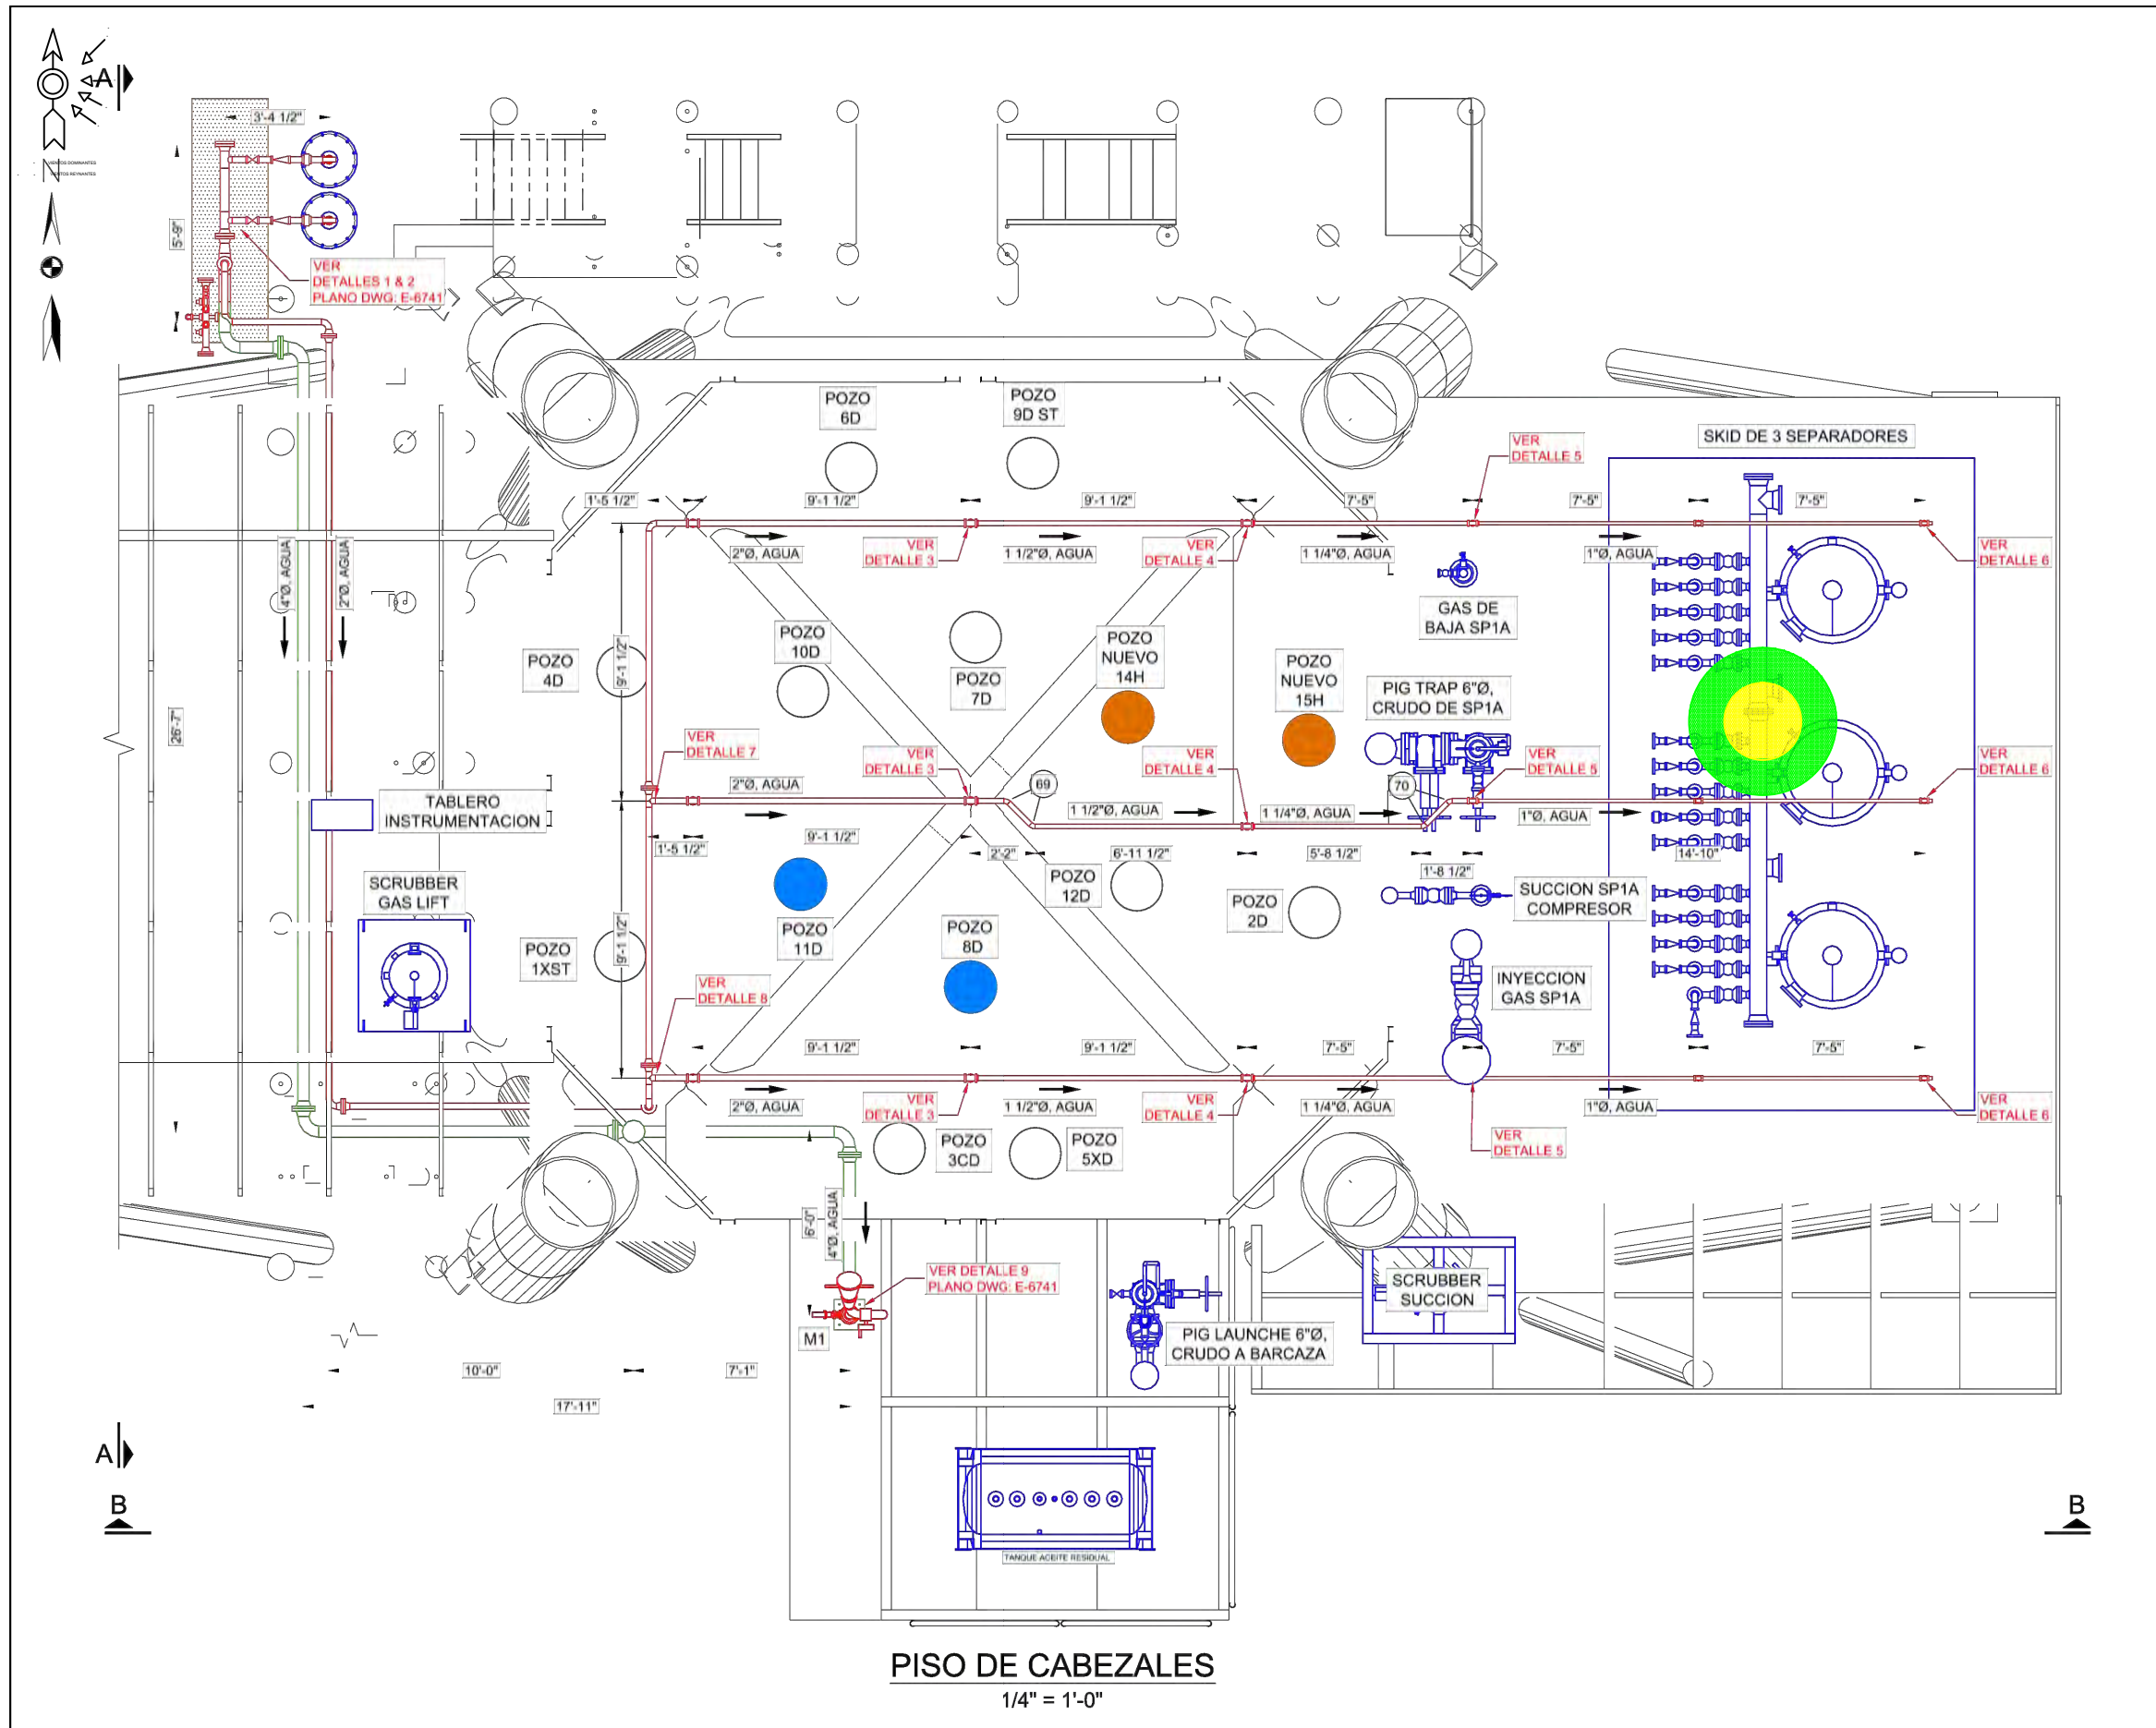 A
N
VIENTOS DOMINANTES
VIENTOS REYNANTES
3'-4 1/2"
5'-9"
VER
DETALLES 1 & 2
PLANO DWG: E-6741
POZO
6D
POZO
9D ST
SKID DE 3 SEPARADORES
VER
DETALLE 5
1'-5 1/2"
9'-1 1/2"
9'-1 1/2"
7'-5"
7'-5"
7'-5"
4"Ø, AGUA
2"Ø, AGUA
2"Ø, AGUA
VER
DETALLE 3
1 1/2"Ø, AGUA
VER
DETALLE 4
1 1/4"Ø, AGUA
1"Ø, AGUA
VER
DETALLE 6
GAS DE
BAJA SP1A
POZO
4D
9'-1 1/2"
POZO
10D
POZO
7D
POZO
NUEVO
14H
POZO
NUEVO
15H
PIG TRAP 6"Ø,
CRUDO DE SP1A
26'-7"
VER
DETALLE 7
VER
DETALLE 3
VER
DETALLE 4
VER
DETALLE 5
VER
DETALLE 6
2"Ø, AGUA
69
70
1 1/2"Ø, AGUA
1 1/4"Ø, AGUA
1"Ø, AGUA
TABLERO
INSTRUMENTACION
9'-1 1/2"
1'-5 1/2"
2'-2"
6'-11 1/2"
5'-8 1/2"
14'-10"
1'-8 1/2"
SCRUBBER
GAS LIFT
POZO
12D
POZO
2D
SUCCION SP1A
COMPRESOR
POZO
1XST
9'-1 1/2"
POZO
11D
POZO
8D
VER
DETALLE 8
INYECCION
GAS SP1A
9'-1 1/2"
9'-1 1/2"
7'-5"
7'-5"
7'-5"
2"Ø, AGUA
VER
DETALLE 3
1 1/2"Ø, AGUA
VER
DETALLE 4
1 1/4"Ø, AGUA
1"Ø, AGUA
VER
DETALLE 6
POZO
3CD
POZO
5XD
VER
DETALLE 5
6'-0"
4"Ø, AGUA
VER DETALLE 9
PLANO DWG: E-6741
M1
SCRUBBER
SUCCION
PIG LAUNCHE 6"Ø,
CRUDO A BARCAZA
10'-0"
7'-1"
17'-11"
A
B
B
TANQUE ACEITE RESIDUAL
PISO DE CABEZALES
1/4" = 1'-0"